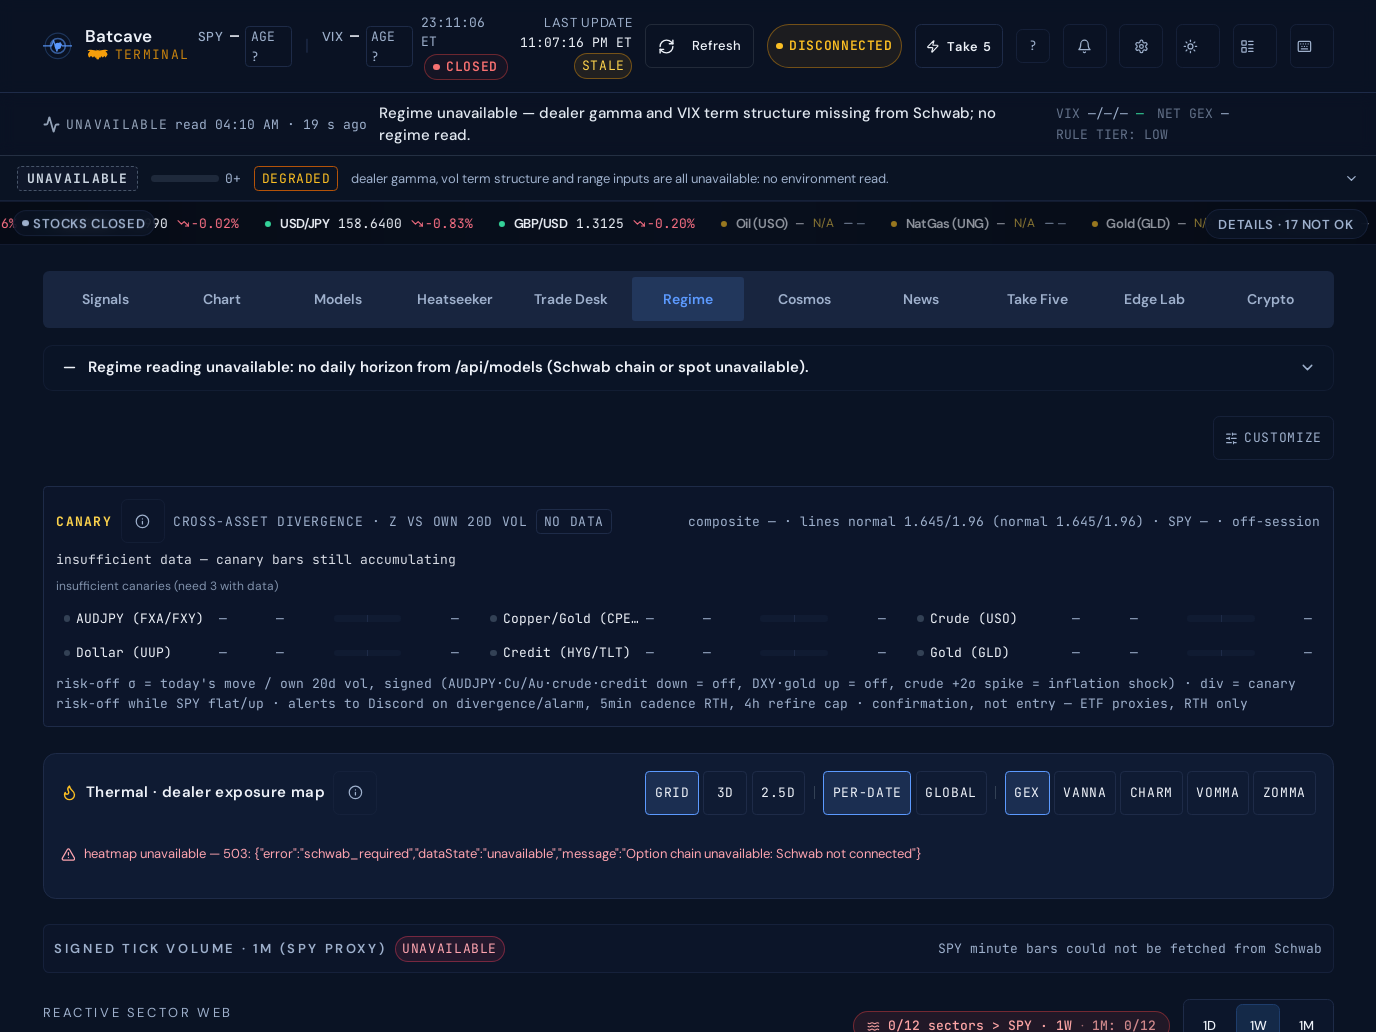 Batcave
TERMINAL
SPY —
AGE
?
VIX —
AGE
?
23:11:06
ET
CLOSED
LAST UPDATE
11:07:16 PM ET
STALE
Refresh
DISCONNECTED
Take 5
?
UNAVAILABLE read 04:10 AM · 19 s ago
Regime unavailable — dealer gamma and VIX term structure missing from Schwab; no
regime read.
VIX —/—/— — NET GEX —
RULE TIER: LOW
UNAVAILABLE 0+ DEGRADED dealer gamma, vol term structure and range inputs are all unavailable: no environment read.
6% STOCKS CLOSED 90 -0.02% USD/JPY 158.6400 -0.83% GBP/USD 1.3125 -0.20% Oil (USO) — N/A — — NatGas (UNG) — N/A — — Gold (GLD) — N/ DETAILS · 17 NOT OK
Signals Chart Models Heatseeker Trade Desk Regime Cosmos News Take Five Edge Lab Crypto
— Regime reading unavailable: no daily horizon from /api/models (Schwab chain or spot unavailable).
CUSTOMIZE
CANARY CROSS-ASSET DIVERGENCE · Z VS OWN 20D VOL NO DATA composite — · lines normal 1.645/1.96 (normal 1.645/1.96) · SPY — · off-session
insufficient data — canary bars still accumulating
insufficient canaries (need 3 with data)
AUDJPY (FXA/FXY) — — — Copper/Gold (CPE… — — — Crude (USO) — — —
Dollar (UUP) — — — Credit (HYG/TLT) — — — Gold (GLD) — — —
risk-off σ = today's move / own 20d vol, signed (AUDJPY·Cu/Au·crude·credit down = off, DXY·gold up = off, crude +2σ spike = inflation shock) · div = canary
risk-off while SPY flat/up · alerts to Discord on divergence/alarm, 5min cadence RTH, 4h refire cap · confirmation, not entry — ETF proxies, RTH only
Thermal · dealer exposure map GRID 3D 2.5D PER-DATE GLOBAL GEX VANNA CHARM VOMMA ZOMMA
heatmap unavailable — 503: {"error":"schwab_required","dataState":"unavailable","message":"Option chain unavailable: Schwab not connected"}
SIGNED TICK VOLUME · 1M (SPY PROXY) UNAVAILABLE SPY minute bars could not be fetched from Schwab
REACTIVE SECTOR WEB
0/12 sectors > SPY · 1W · 1M: 0/12
1D 1W 1M